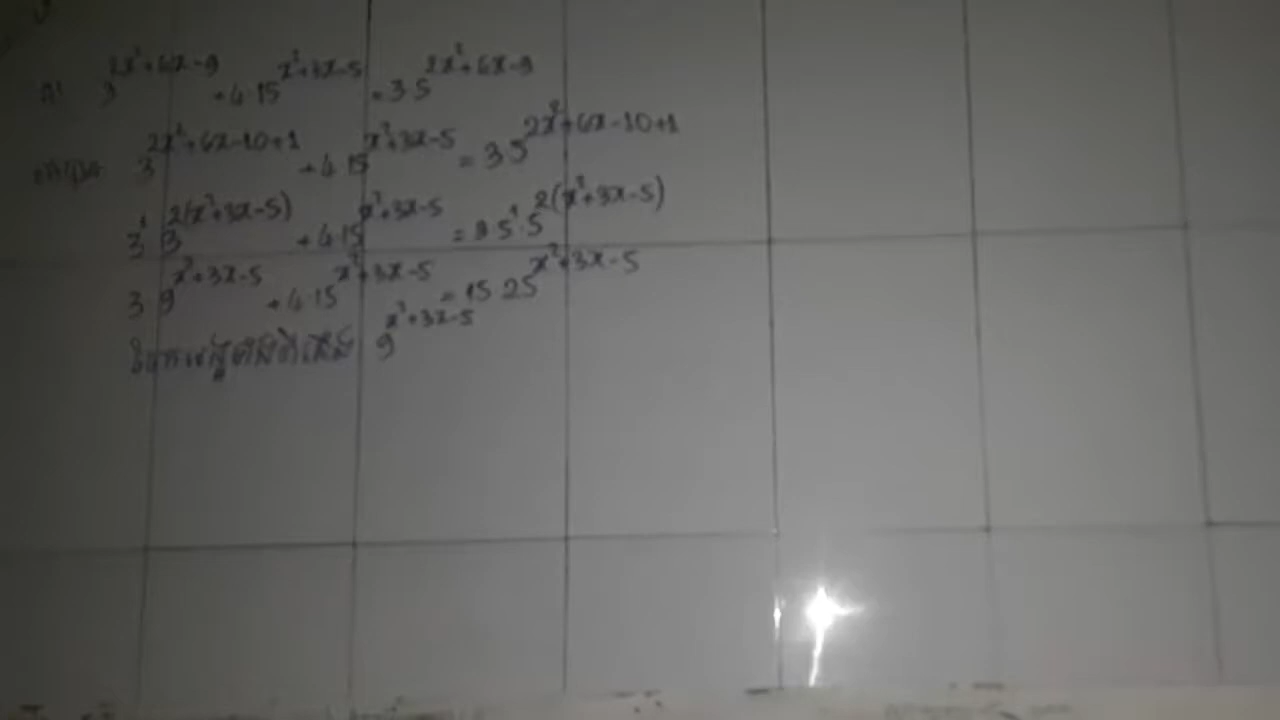 3^{2x²+6x-9} + 4·15^{x²+3x-5} = 3·5^{2x²+6x-9}
3^{2x²+6x-10+1} + 4·15^{x²+3x-5} = 3·5^{2x²+6x-10+1}
3¹·3^{2(x²+3x-5)} + 4·15^{x²+3x-5} = 3·5¹·5^{2(x²+3x-5)}
3·9^{x²+3x-5} + 4·15^{x²+3x-5} = 15·25^{x²+3x-5}
9^{x²+3x-5}